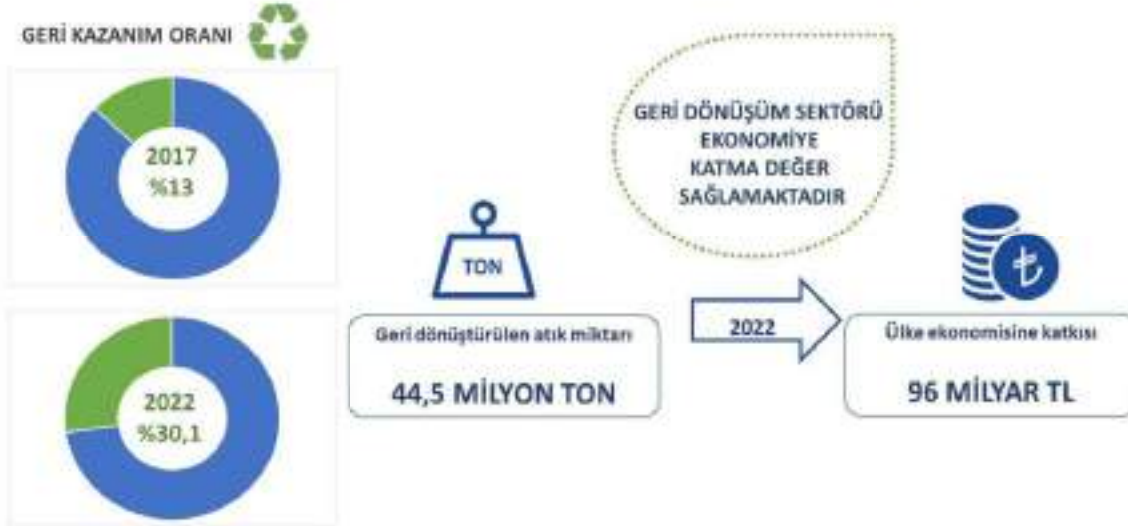 GERİ KAZANIM ORANI
2017
%13
GERİ DÖNÜŞÜM SEKTÖRÜ
EKONOMİYE
KATMA DEĞER
SAĞLAMAKTADIR
TON
Geri dönüştürülen atık miktarı
44,5 MİLYON TON
2022
Ülke ekonomisine katkısı
96 MİLYAR TL
2022
%30,1